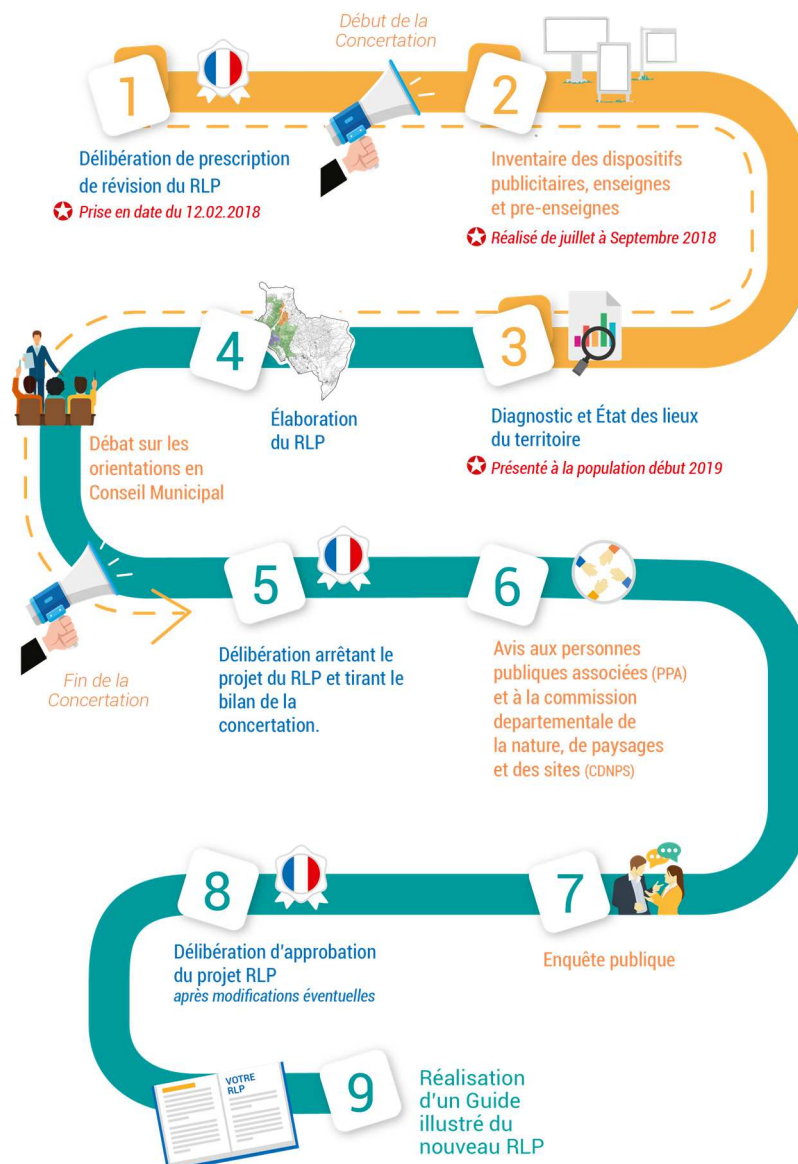 Début de la
Concertation
1
2
Délibération de prescription
de révision du RLP
Prise en date du 12.02.2018
Inventaire des dispositifs
publicitaires, enseignes
et pre-enseignes
Réalisé de juillet à Septembre 2018
3
Diagnostic et État des lieux
du territoire
Présenté à la population début 2019
4
Élaboration
du RLP
Débat sur les
orientations en
Conseil Municipal
Fin de la
Concertation
5
Délibération arrêtant le
projet du RLP et tirant le
bilan de la
concertation.
6
Avis aux personnes
publiques associées (PPA)
et à la commission
departementale de
la nature, de paysages
et des sites (CDNPS)
7
Enquête publique
8
Délibération d'approbation
du projet RLP
après modifications éventuelles
VOTRE
RLP
9
Réalisation
d'un Guide
illustré du
nouveau RLP